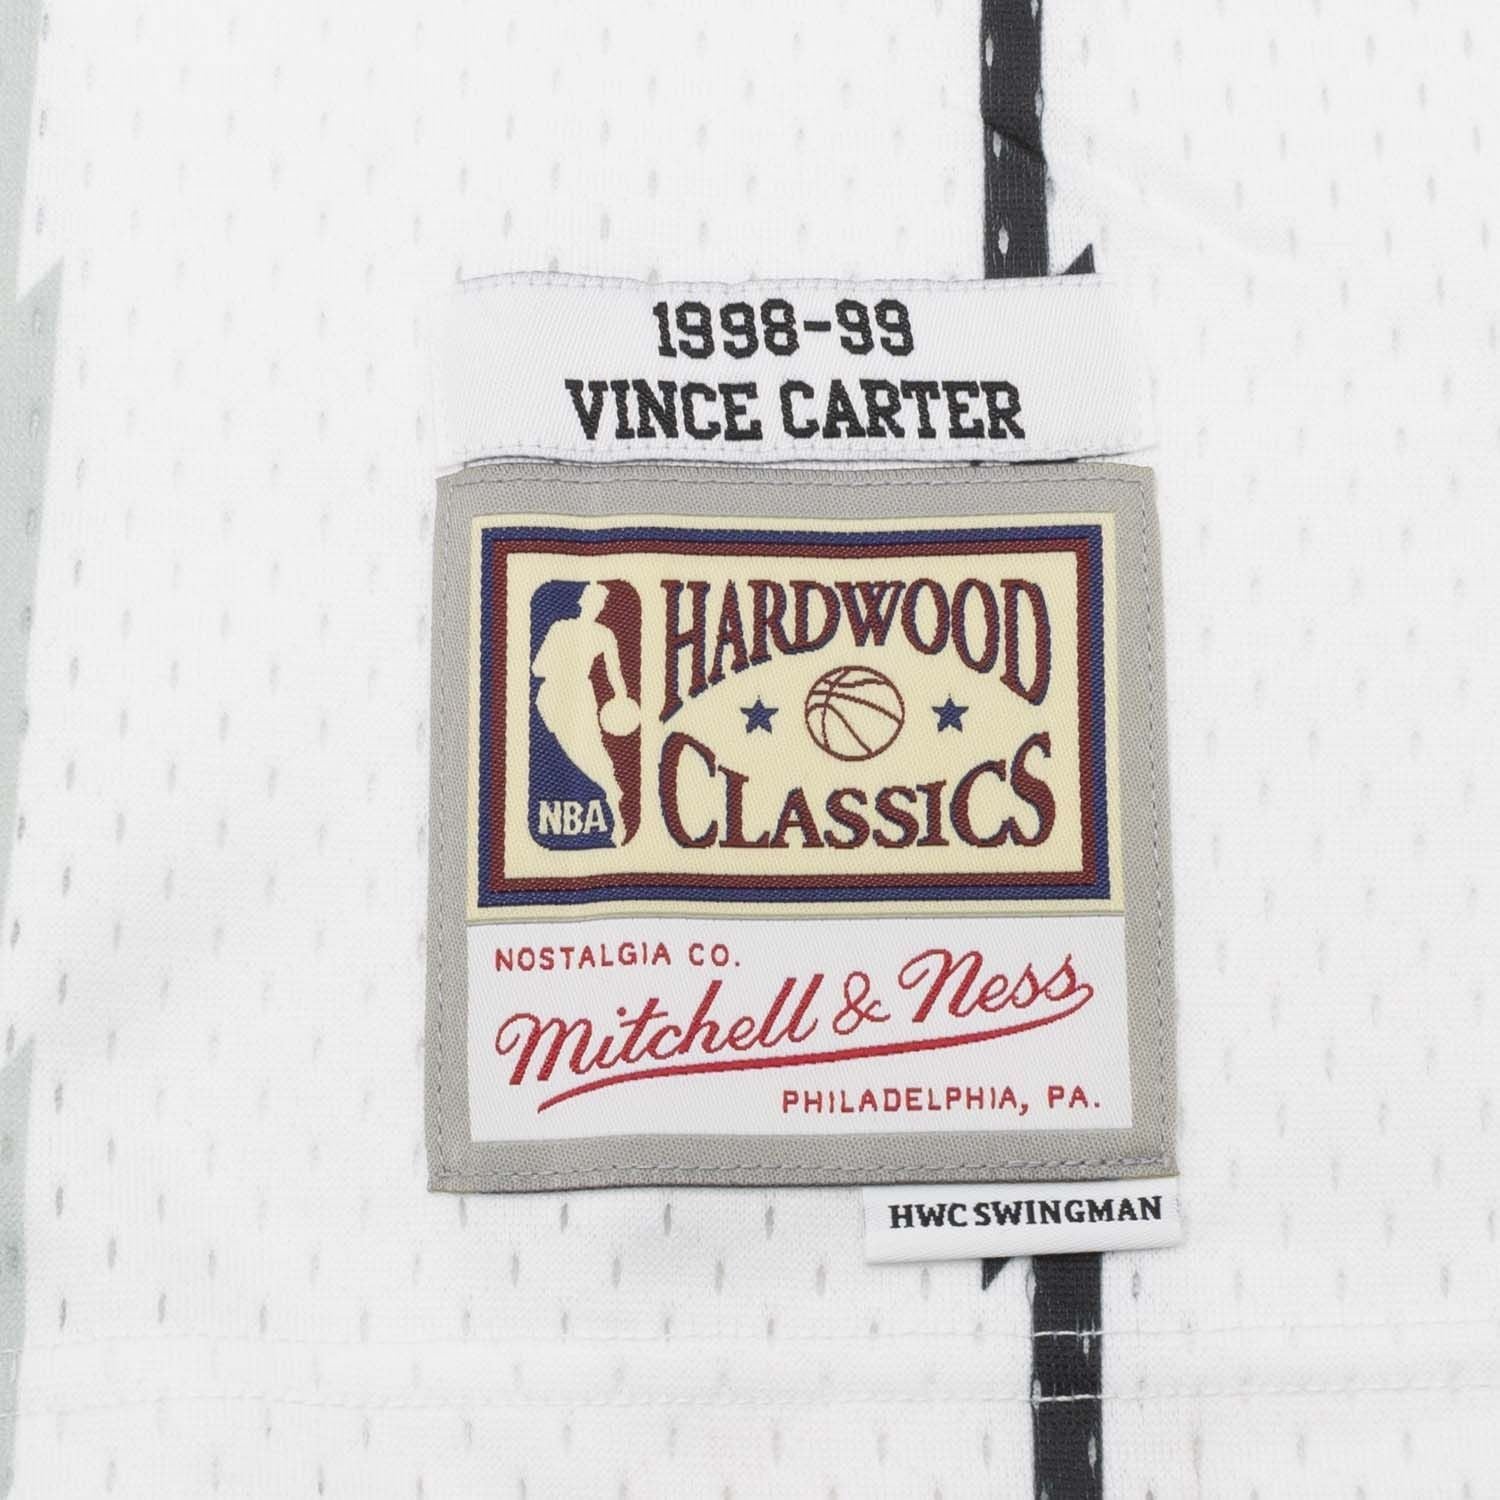 1998-99
VINCE CARTER
HARDWOOD
CLASSICS
NBA
NOSTALGIA CO.
Mitchell & Ness
PHILADELPHIA, PA.
HWC SWINGMAN